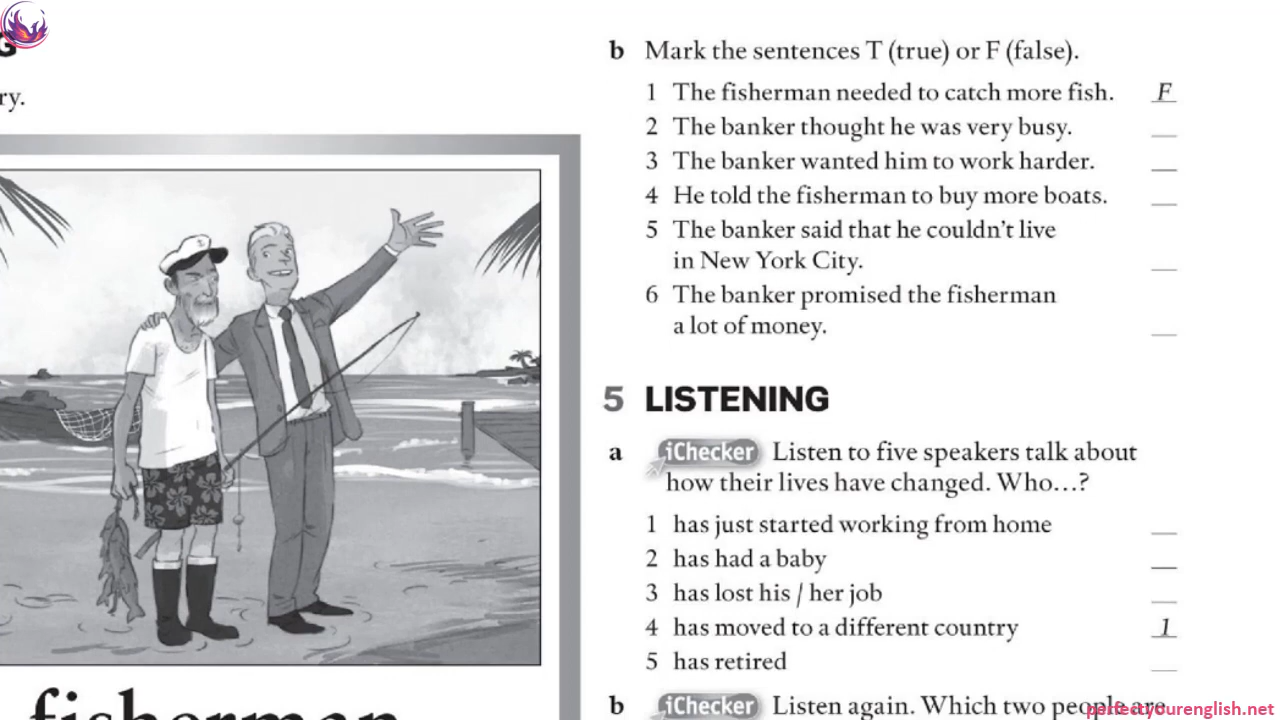 G
ry.
b Mark the sentences T (true) or F (false).
1 The fisherman needed to catch more fish. F
2 The banker thought he was very busy.
3 The banker wanted him to work harder.
4 He told the fisherman to buy more boats.
5 The banker said that he couldn't live
in New York City.
6 The banker promised the fisherman
a lot of money.
5 LISTENING
a iChecker Listen to five speakers talk about
how their lives have changed. Who...?
1 has just started working from home
2 has had a baby
3 has lost his / her job
4 has moved to a different country 1
5 has retired
b iChecker Listen again. Which two people are
fisherman
perfectyourenglish.net